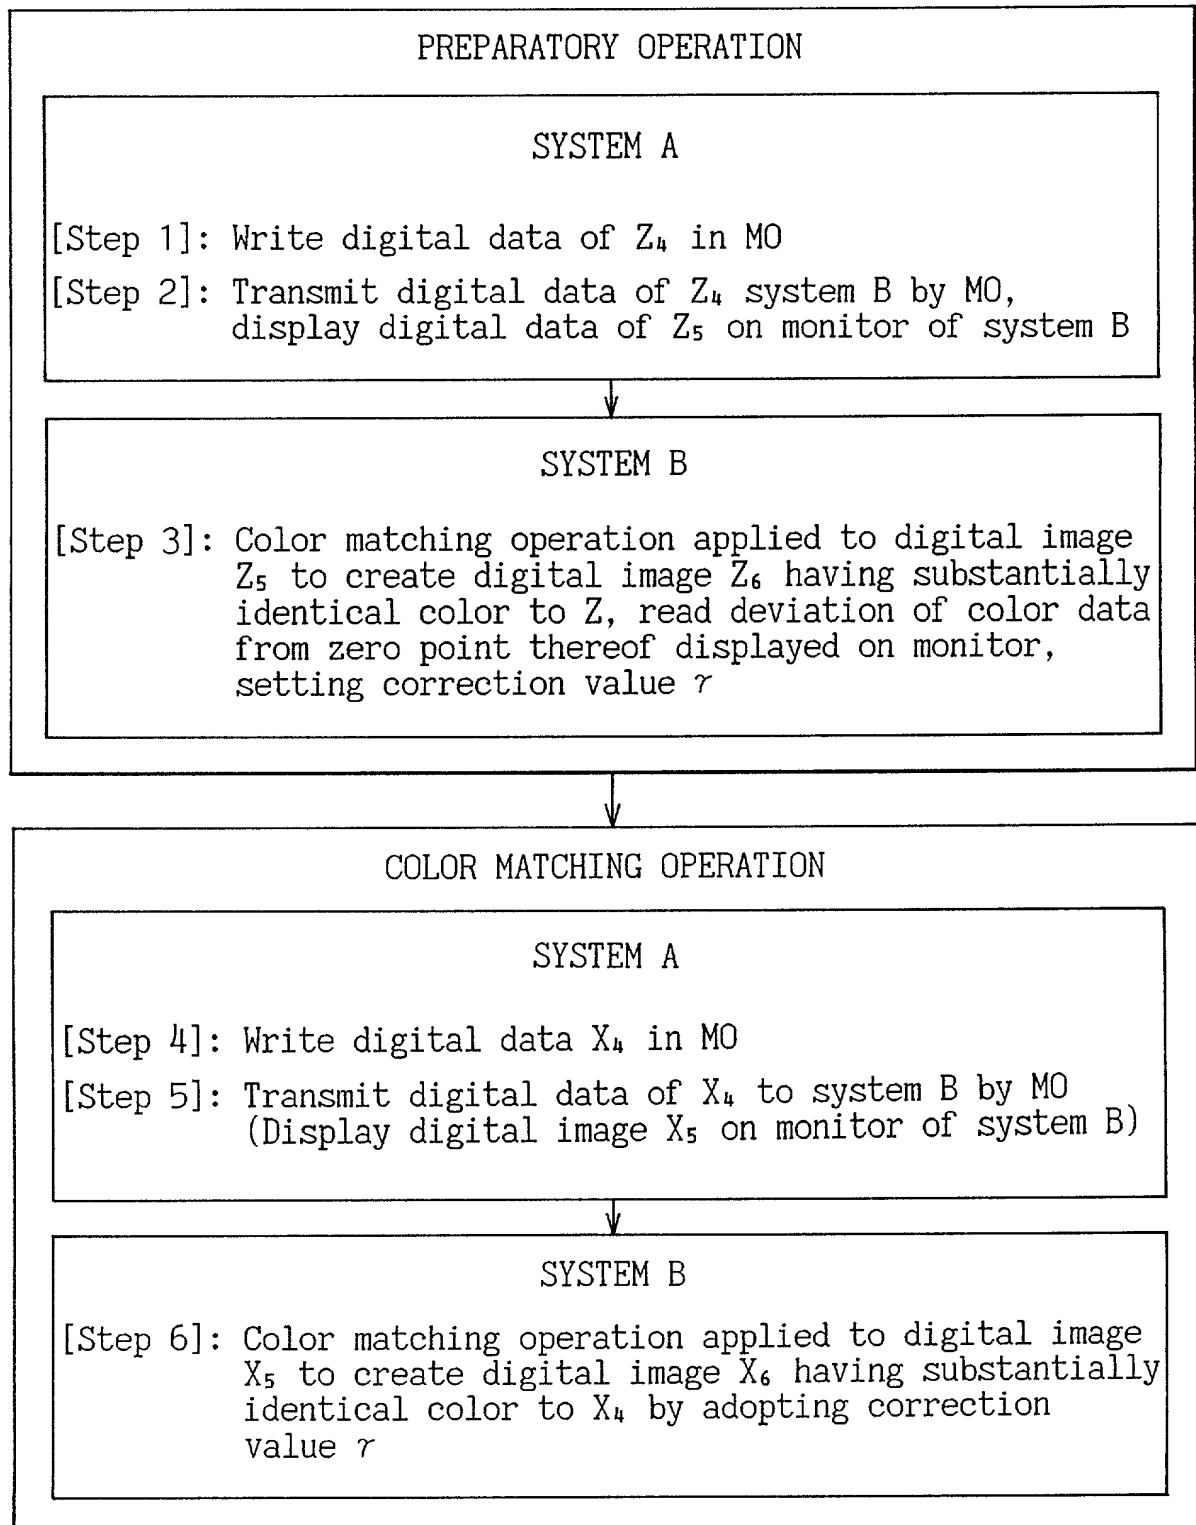 PREPARATORY OPERATION
SYSTEM A
[Step 1]: Write digital data of Z₄ in MO
[Step 2]: Transmit digital data of Z₄ system B by MO,
display digital data of Z₅ on monitor of system B
SYSTEM B
[Step 3]: Color matching operation applied to digital image
Z₅ to create digital image Z₆ having substantially
identical color to Z, read deviation of color data
from zero point thereof displayed on monitor,
setting correction value γ
COLOR MATCHING OPERATION
SYSTEM A
[Step 4]: Write digital data X₄ in MO
[Step 5]: Transmit digital data of X₄ to system B by MO
(Display digital image X₅ on monitor of system B)
SYSTEM B
[Step 6]: Color matching operation applied to digital image
X₅ to create digital image X₆ having substantially
identical color to X₄ by adopting correction
value γ